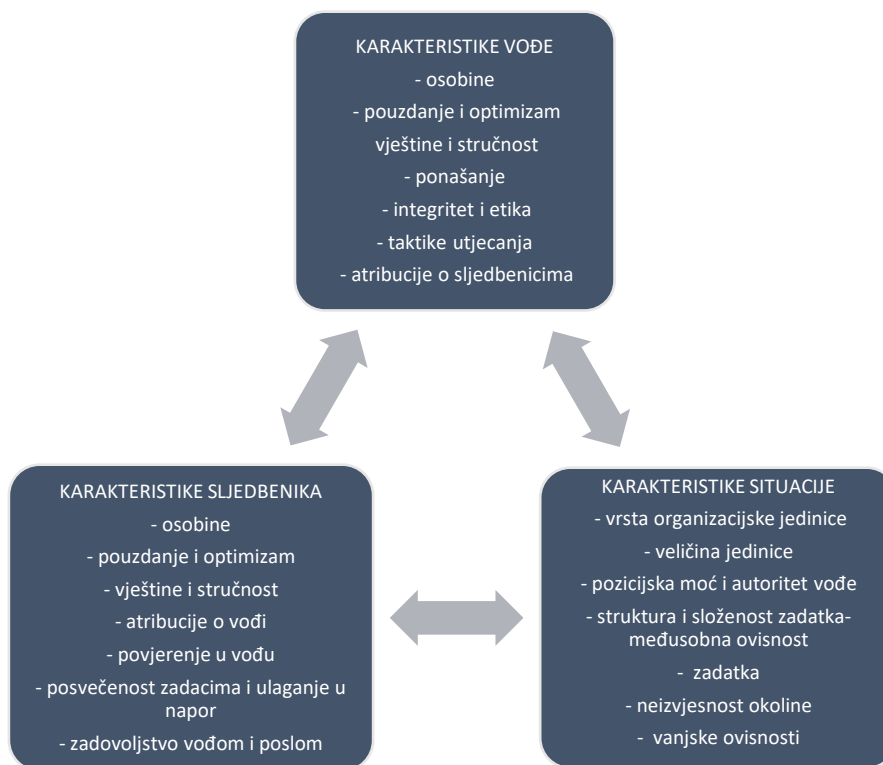 KARAKTERISTIKE VOĐE
- osobine
- pouzdanje i optimizam
vještine i stručnost
- ponašanje
- integritet i etika
- taktike utjecanja
- atribucije o sljedbenicima
KARAKTERISTIKE SLJEDBENIKA
- osobine
- pouzdanje i optimizam
- vještine i stručnost
- atribucije o vođi
- povjerenje u vođu
- posvečenost zadacima i ulaganje u
napor
- zadovoljstvo vođom i poslom
KARAKTERISTIKE SITUACIJE
- vrsta organizacijske jedinice
- veličina jedinice
- pozicijska moć i autoritet vođe
- struktura i složenost zadatka-
međusobna ovisnost
- zadatka
- neizvjesnost okoline
- vanjske ovisnosti